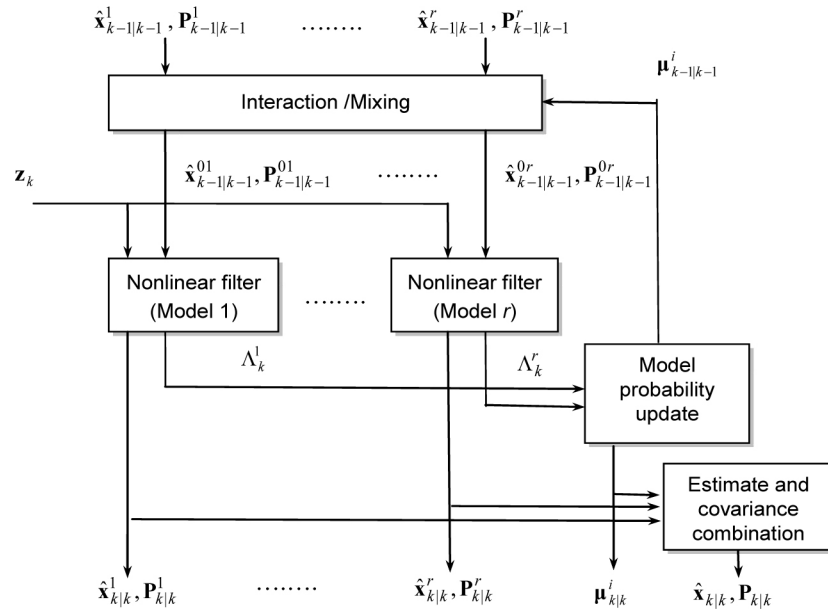 x̂¹ₖ₋₁|ₖ₋₁, P¹ₖ₋₁|ₖ₋₁ ........ x̂ʳₖ₋₁|ₖ₋₁, Pʳₖ₋₁|ₖ₋₁
μⁱₖ₋₁|ₖ₋₁
Interaction /Mixing
x̂⁰¹ₖ₋₁|ₖ₋₁, P⁰¹ₖ₋₁|ₖ₋₁ ........ x̂⁰ʳₖ₋₁|ₖ₋₁, P⁰ʳₖ₋₁|ₖ₋₁
zₖ
Nonlinear filter
(Model 1)
........
Nonlinear filter
(Model r)
Λ¹ₖ
Λʳₖ
Model
probability
update
Estimate and
covariance
combination
x̂¹ₖ|ₖ, P¹ₖ|ₖ ........ x̂ʳₖ|ₖ, Pʳₖ|ₖ μⁱₖ|ₖ x̂ₖ|ₖ, Pₖ|ₖ